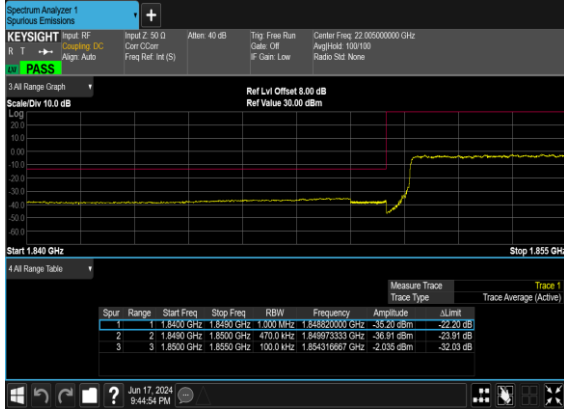 Spectrum Analyzer 1
Spurious Emissions
+
KEYSIGHT Input: RF Input Z: 50 Ω Atten: 40 dB Trig: Free Run Center Freq: 22.005000000 GHz
R T Coupling: DC Corr CCorr Gate: Off Avg|Hold: 100/100
Align: Auto Freq Ref: Int (S) IF Gain: Low Radio Std: None
PASS
3 All Range Graph
Ref Lvl Offset 8.00 dB
Scale/Div 10.0 dB Ref Value 30.00 dBm
Log
20.0
10.0
0.00
-10.0
-20.0
-30.0
-40.0
-50.0
-60.0
Start 1.840 GHz Stop 1.855 GHz
4 All Range Table
Measure Trace Trace 1
Trace Type Trace Average (Active)
Spur Range Start Freq Stop Freq RBW Frequency Amplitude ΔLimit
1 1 1.8400 GHz 1.8490 GHz 1.000 MHz 1.848820000 GHz -35.20 dBm -22.20 dB
2 2 1.8490 GHz 1.8500 GHz 470.0 kHz 1.849973333 GHz -36.91 dBm -23.91 dB
3 3 1.8500 GHz 1.8550 GHz 100.0 kHz 1.854316667 GHz -2.035 dBm -32.03 dB
? Jun 17, 2024
9:44:54 PM